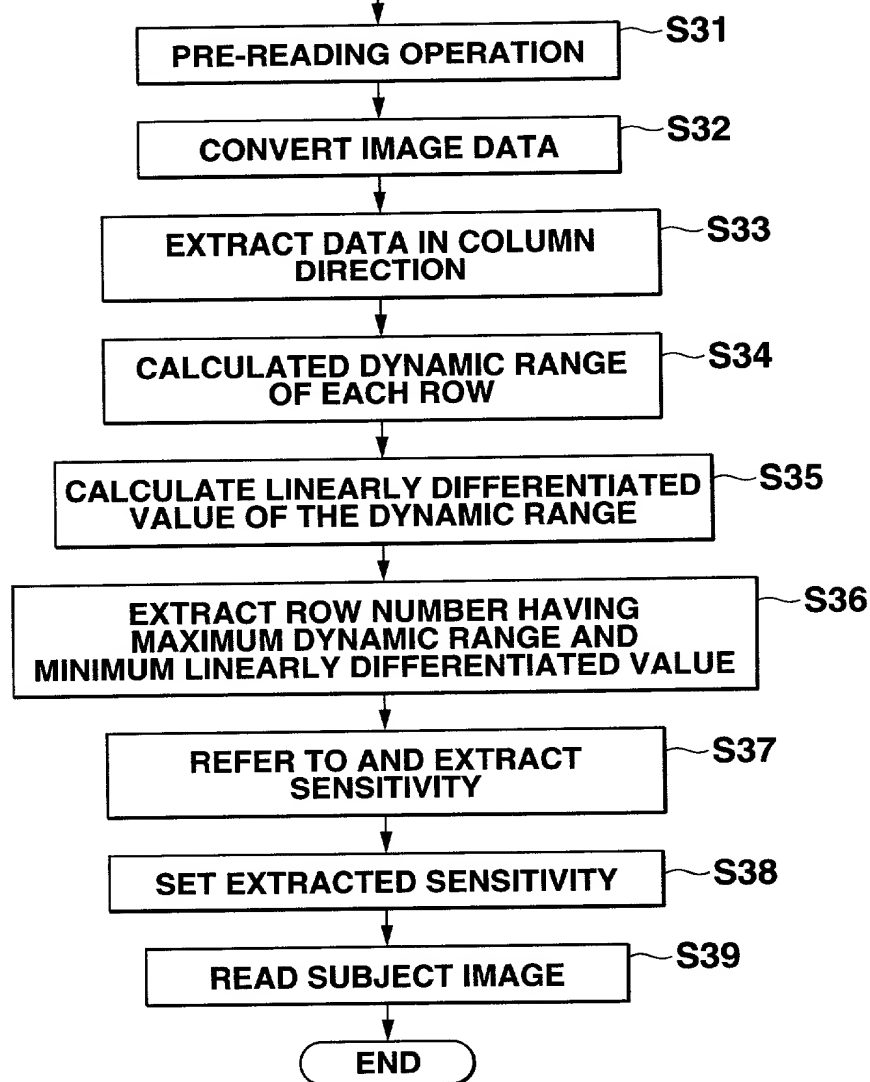 S31
PRE-READING OPERATION
S32
CONVERT IMAGE DATA
S33
EXTRACT DATA IN COLUMN
DIRECTION
S34
CALCULATED DYNAMIC RANGE
OF EACH ROW
S35
CALCULATE LINEARLY DIFFERENTIATED
VALUE OF THE DYNAMIC RANGE
S36
EXTRACT ROW NUMBER HAVING
MAXIMUM DYNAMIC RANGE AND
MINIMUM LINEARLY DIFFERENTIATED VALUE
S37
REFER TO AND EXTRACT
SENSITIVITY
S38
SET EXTRACTED SENSITIVITY
S39
READ SUBJECT IMAGE
END